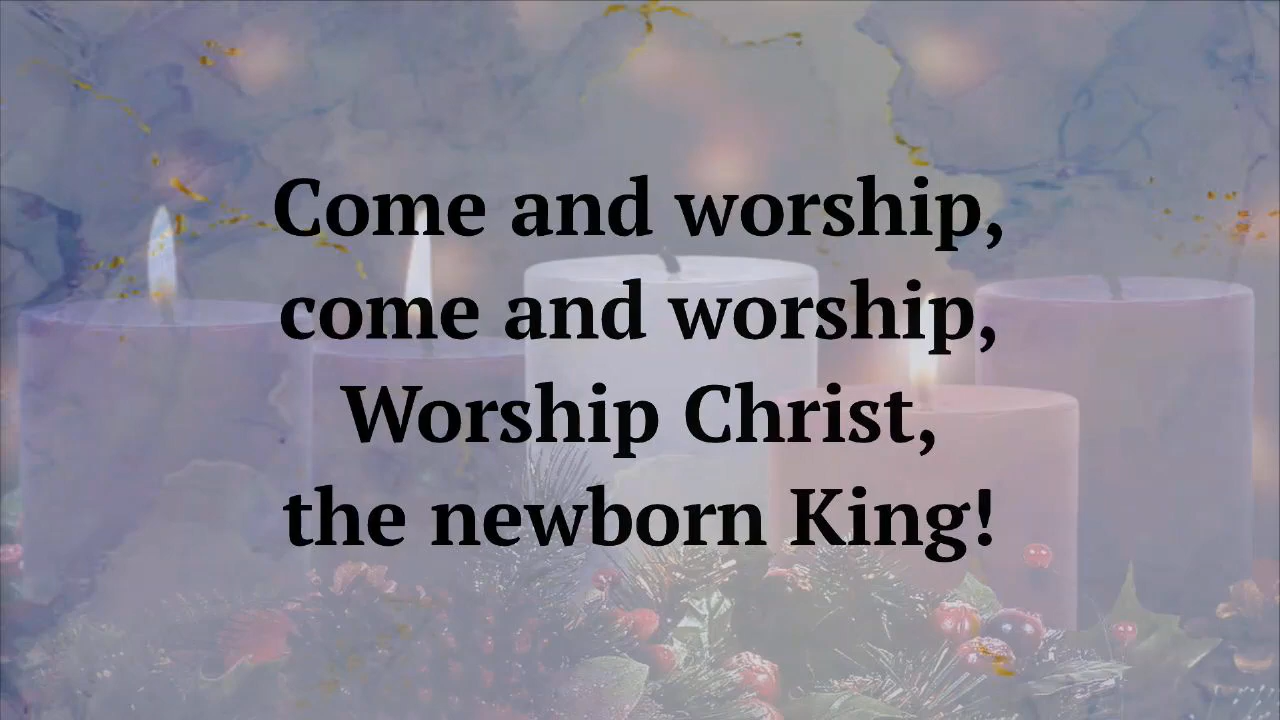 Come and worship,
come and worship,
Worship Christ,
the newborn King!